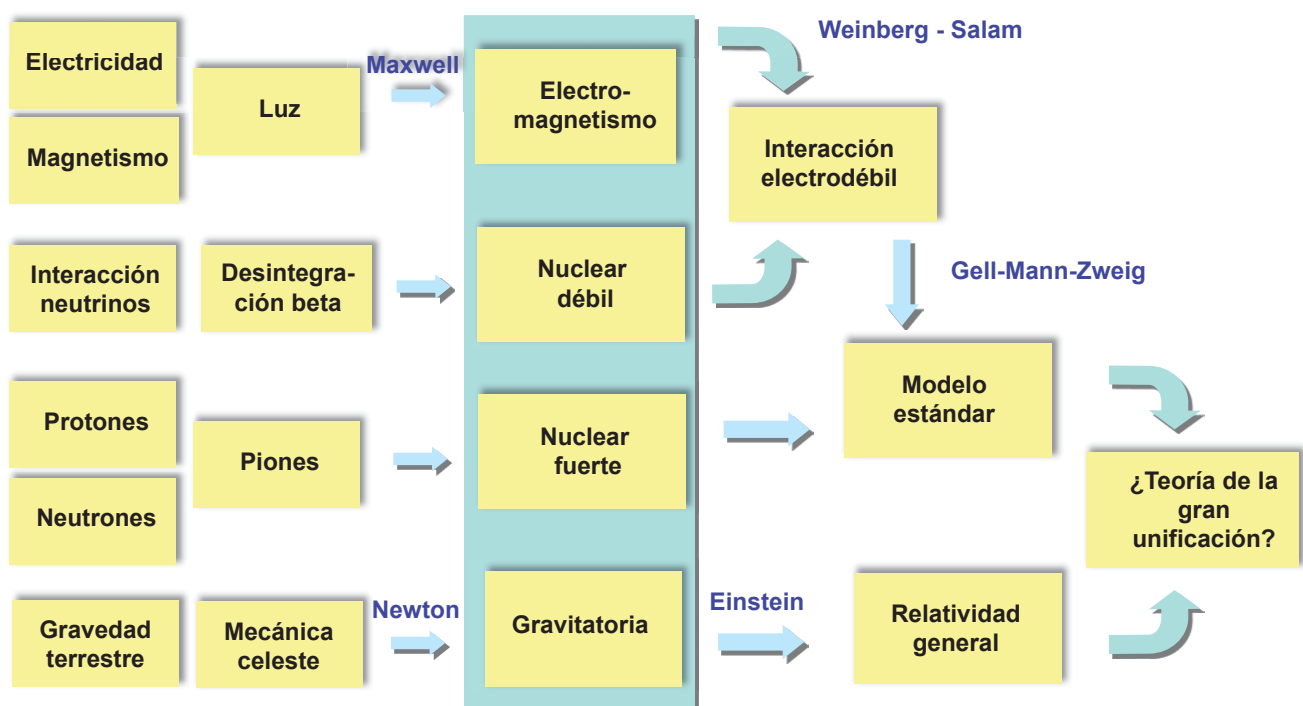 Electricidad
Magnetismo
Luz
Maxwell
Electro-
magnetismo
Weinberg - Salam
Interacción
electrodébil
Interacción
neutrinos
Desintegra-
ción beta
Nuclear
débil
Gell-Mann-Zweig
Protones
Neutrones
Piones
Nuclear
fuerte
Modelo
estándar
¿Teoría de la
gran
unificación?
Gravedad
terrestre
Mecánica
celeste
Newton
Gravitatoria
Einstein
Relatividad
general